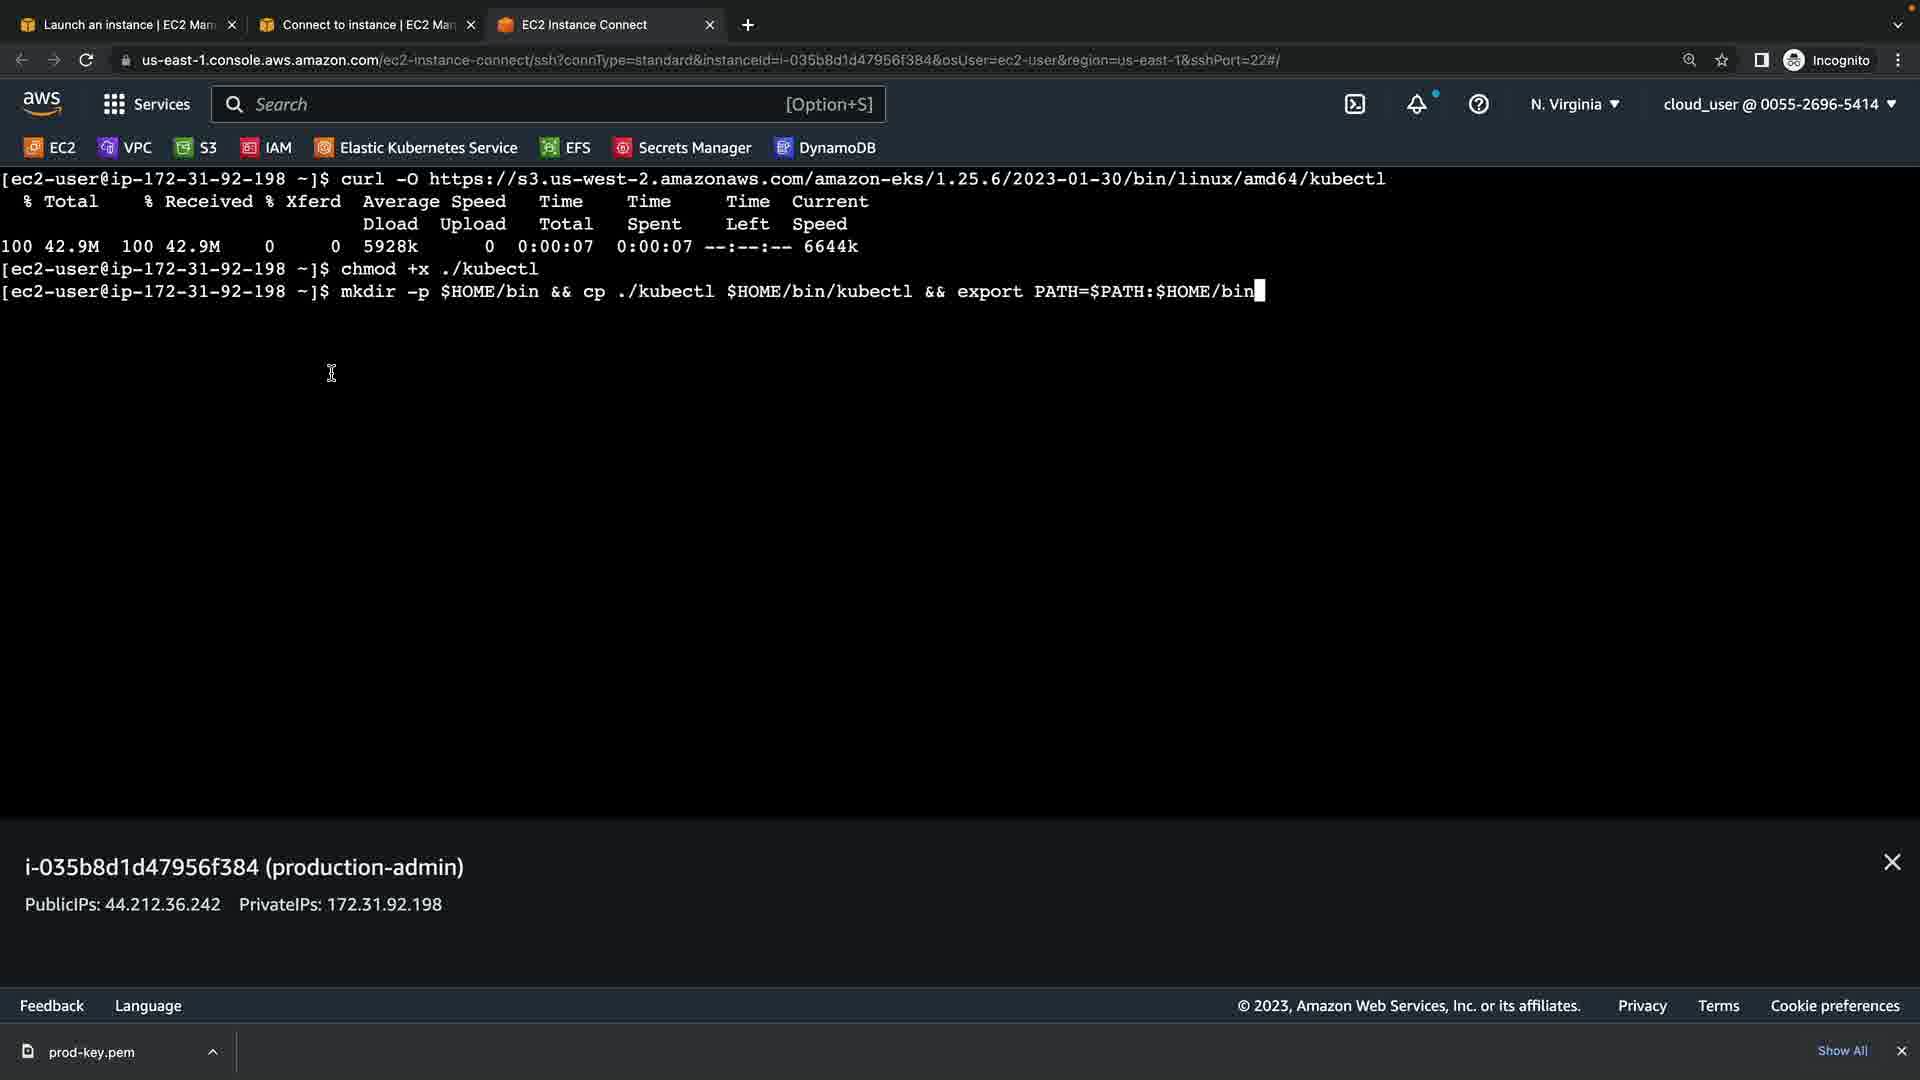 Launch an instance | EC2 Man
Connect to instance | EC2 Man
EC2 Instance Connect
us-east-1.console.aws.amazon.com/ec2-instance-connect/ssh?connType=standard&instanceId=i-035b8d1d47956f384&osUser=ec2-user&region=us-east-1&sshPort=22#/
Incognito
aws
Services
Search
[Option+S]
N. Virginia
cloud_user @ 0055-2696-5414
EC2
VPC
S3
IAM
Elastic Kubernetes Service
EFS
Secrets Manager
DynamoDB
[ec2-user@ip-172-31-92-198 ~]$ curl -O https://s3.us-west-2.amazonaws.com/amazon-eks/1.25.6/2023-01-30/bin/linux/amd64/kubectl
% Total    % Received % Xferd  Average Speed   Time    Time     Time  Current
Dload  Upload   Total   Spent    Left  Speed
100 42.9M  100 42.9M    0     0  5928k      0  0:00:07  0:00:07 --:--:-- 6644k
[ec2-user@ip-172-31-92-198 ~]$ chmod +x ./kubectl
[ec2-user@ip-172-31-92-198 ~]$ mkdir -p $HOME/bin && cp ./kubectl $HOME/bin/kubectl && export PATH=$PATH:$HOME/bin
i-035b8d1d47956f384 (production-admin)
PublicIPs: 44.212.36.242    PrivateIPs: 172.31.92.198
Feedback
Language
© 2023, Amazon Web Services, Inc. or its affiliates.
Privacy
Terms
Cookie preferences
prod-key.pem
Show All